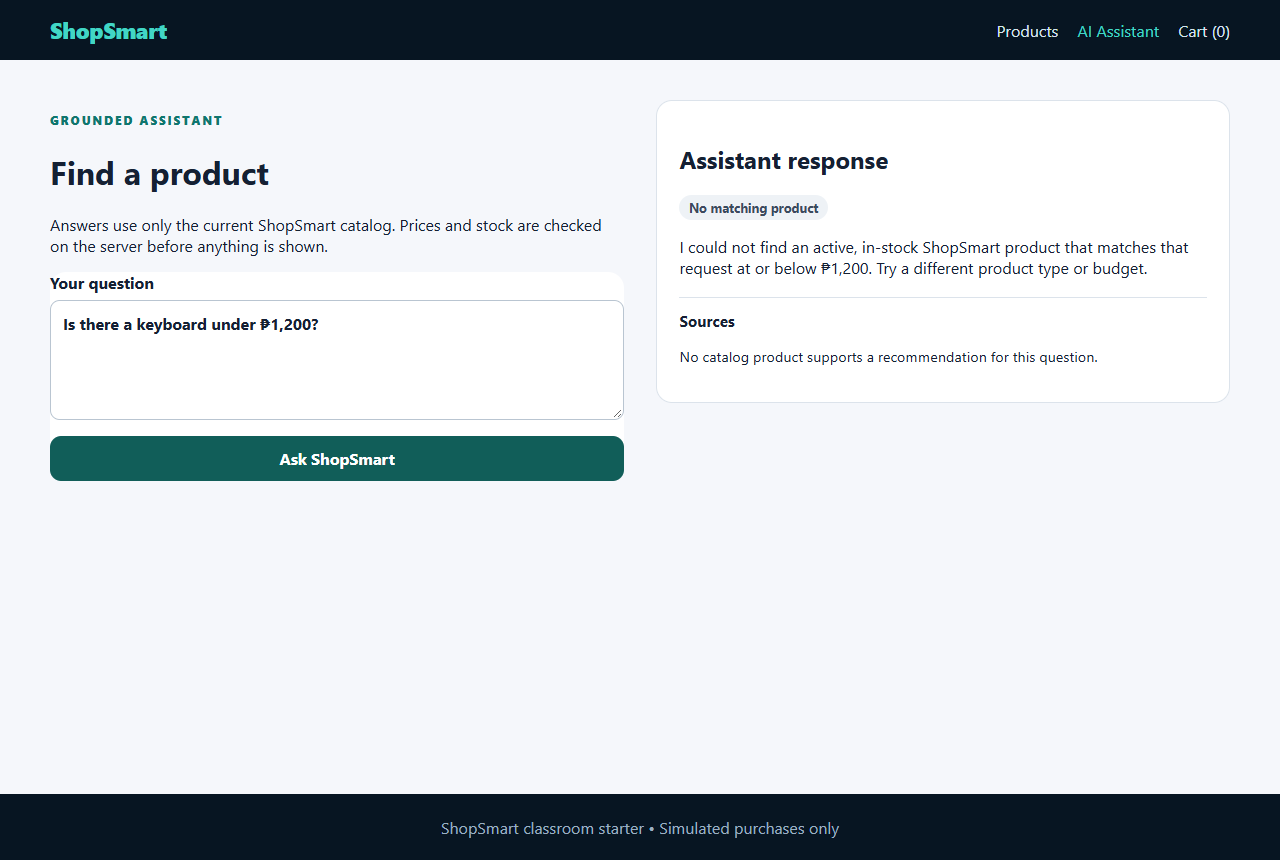 ShopSmart
Products AI Assistant Cart (0)
GROUNDED ASSISTANT
Find a product
Answers use only the current ShopSmart catalog. Prices and stock are checked
on the server before anything is shown.
Your question
Is there a keyboard under ₱1,200?
Ask ShopSmart
Assistant response
No matching product
I could not find an active, in-stock ShopSmart product that matches that
request at or below ₱1,200. Try a different product type or budget.
Sources
No catalog product supports a recommendation for this question.
ShopSmart classroom starter • Simulated purchases only